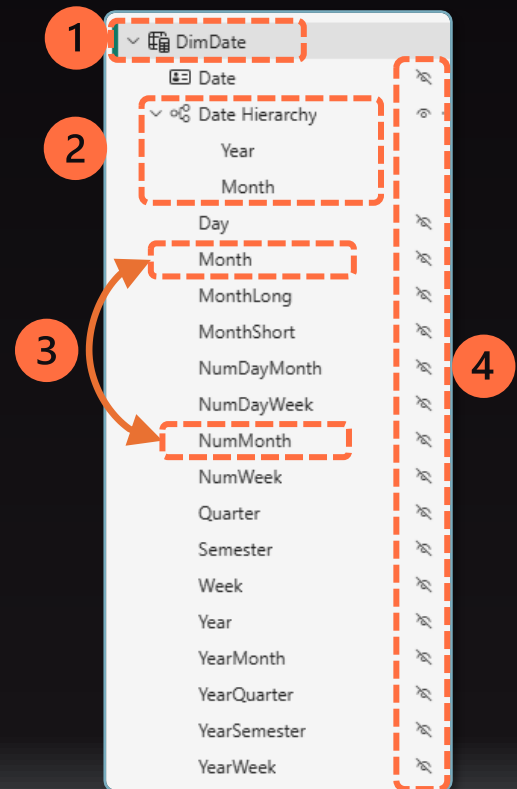 1
DimDate
Date
Date Hierarchy
2
Year
Month
Day
Month
MonthLong
MonthShort
3
NumDayMonth
4
NumDayWeek
NumMonth
NumWeek
Quarter
Semester
Week
Year
YearMonth
YearQuarter
YearSemester
YearWeek